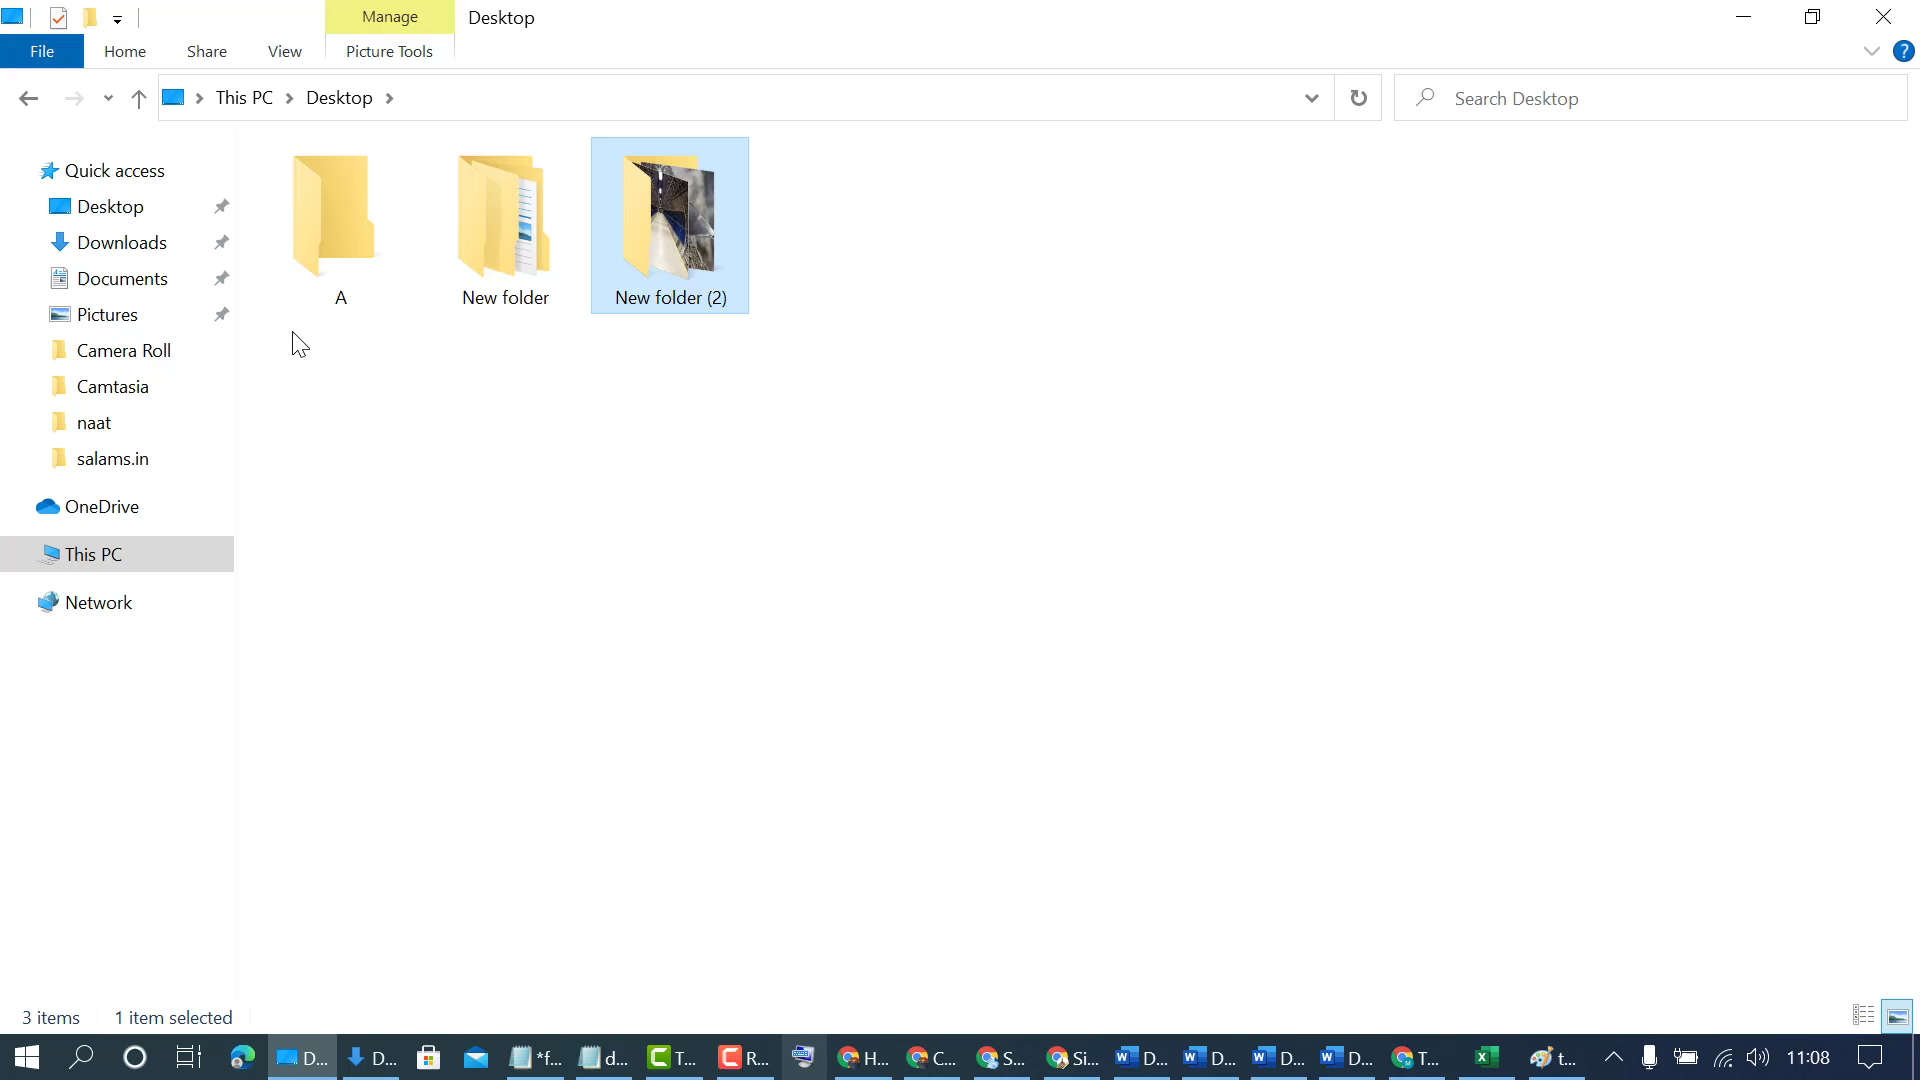 Manage
Desktop
File
Home
Share
View
Picture Tools
This PC
Desktop
Search Desktop
Quick access
Desktop
Downloads
Documents
Pictures
Camera Roll
Camtasia
naat
salams.in
OneDrive
This PC
Network
A
New folder
New folder (2)
3 items
1 item selected
D...
D...
*f...
d...
T...
R...
H...
C...
S...
Si...
D...
D...
D...
D...
T...
t...
11:08